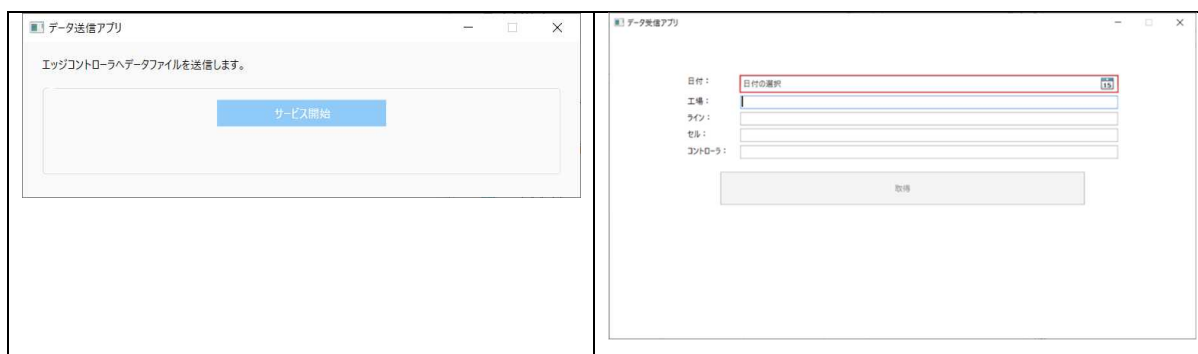 データ送信アプリ
エッジコントローラへデータファイルを送信します。
サービス開始
データ受信アプリ
日付：
日付の選択
15
工場：
ライン：
セル：
コントローラ：
取得